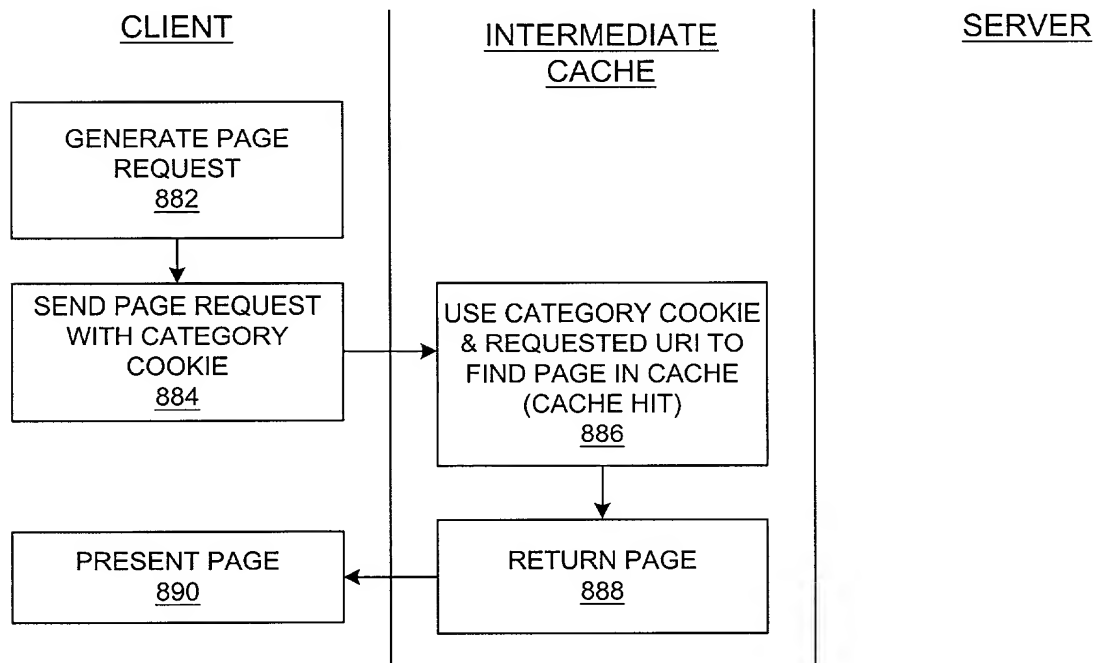 CLIENT
INTERMEDIATE
CACHE
SERVER
GENERATE PAGE
REQUEST
882
SEND PAGE REQUEST
WITH CATEGORY
COOKIE
884
USE CATEGORY COOKIE
& REQUESTED URI TO
FIND PAGE IN CACHE
(CACHE HIT)
886
PRESENT PAGE
890
RETURN PAGE
888